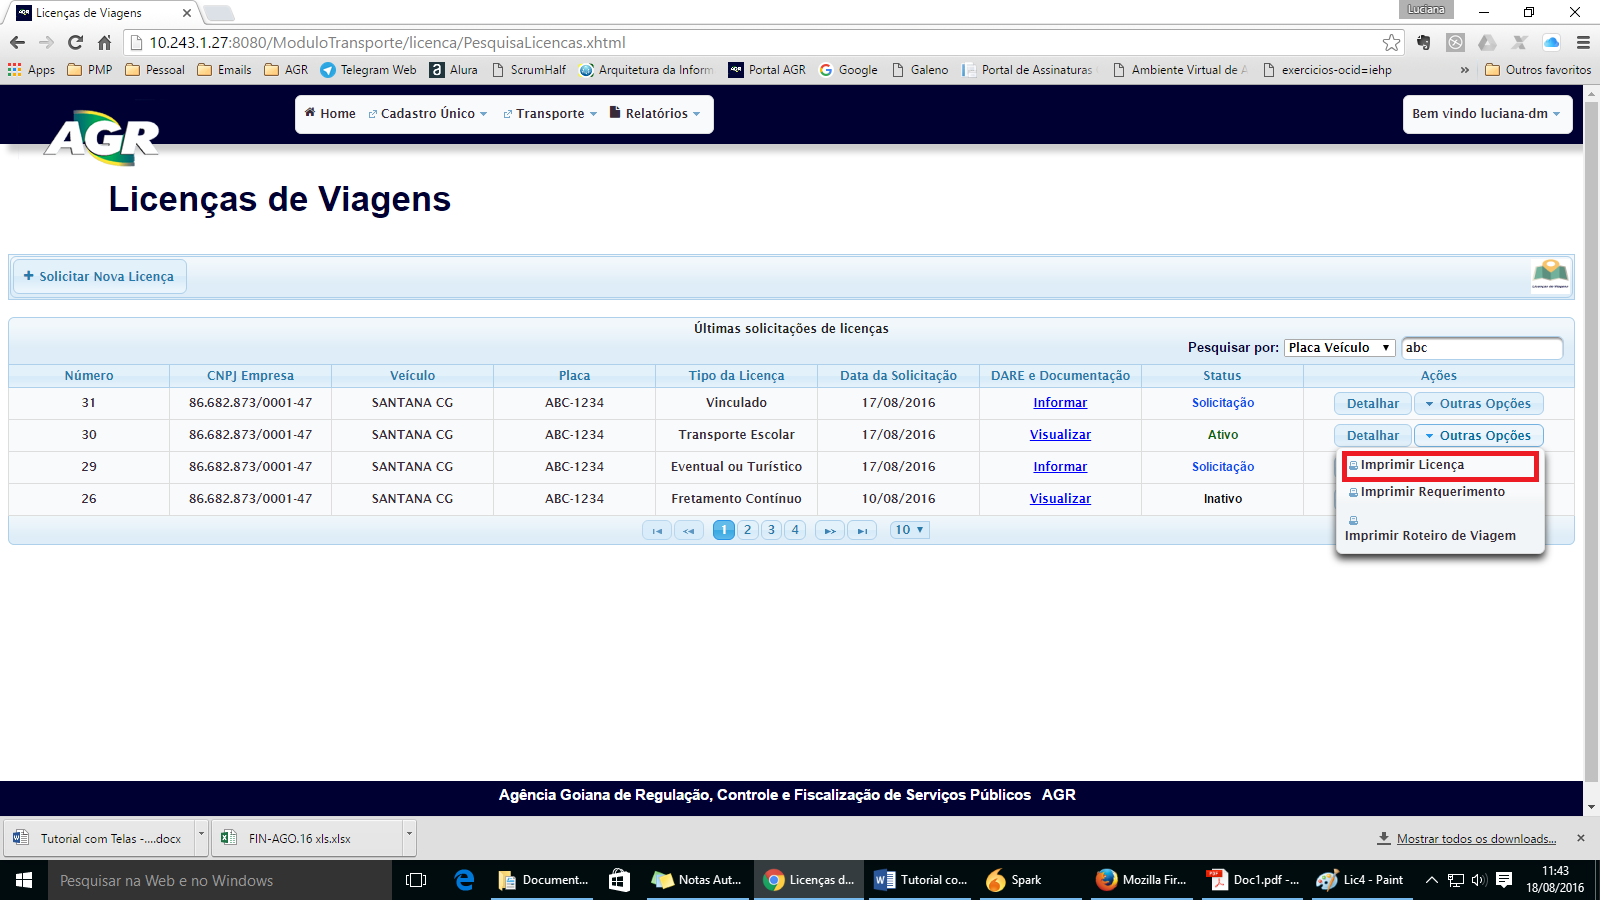 Licenças de Viagens
Luciana
10.243.1.27:8080/ModuloTransporte/licenca/PesquisaLicencas.xhtml
Apps PMP Pessoal Emails AGR Telegram Web Alura ScrumHalf Arquitetura da Inform Portal AGR Google Galeno Portal de Assinaturas Ambiente Virtual de A exercicios-ocid=iehp » Outros favoritos
AGR
Home Cadastro Único Transporte Relatórios
Bem vindo luciana-dm
Licenças de Viagens
+ Solicitar Nova Licença
Licenças de Viagens
Últimas solicitações de licenças
Pesquisar por: Placa Veículo abc
Número CNPJ Empresa Veículo Placa Tipo da Licença Data da Solicitação DARE e Documentação Status Ações
31 86.682.873/0001-47 SANTANA CG ABC-1234 Vinculado 17/08/2016 Informar Solicitação Detalhar Outras Opções
30 86.682.873/0001-47 SANTANA CG ABC-1234 Transporte Escolar 17/08/2016 Visualizar Ativo Detalhar Outras Opções
29 86.682.873/0001-47 SANTANA CG ABC-1234 Eventual ou Turístico 17/08/2016 Informar Solicitação
26 86.682.873/0001-47 SANTANA CG ABC-1234 Fretamento Contínuo 10/08/2016 Visualizar Inativo
Imprimir Licença
Imprimir Requerimento
Imprimir Roteiro de Viagem
1 2 3 4 10
Agência Goiana de Regulação, Controle e Fiscalização de Serviços Públicos AGR
Tutorial com Telas -....docx FIN-AGO.16 xls.xlsx Mostrar todos os downloads...
Pesquisar na Web e no Windows Document... Notas Aut... Licenças d... Tutorial co... Spark Mozilla Fir... Doc1.pdf -... Lic4 - Paint
11:43
18/08/2016